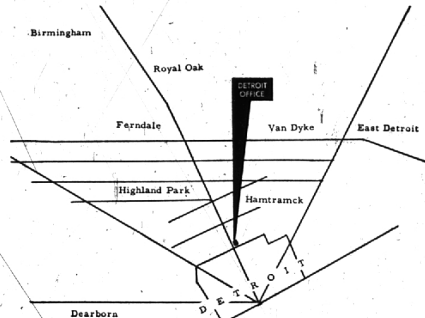 Birmingham
Royal Oak
DETROIT
OFFICE
Ferndale
Van Dyke
East Detroit
Highland Park
Hamtramck
DETROIT
Dearborn